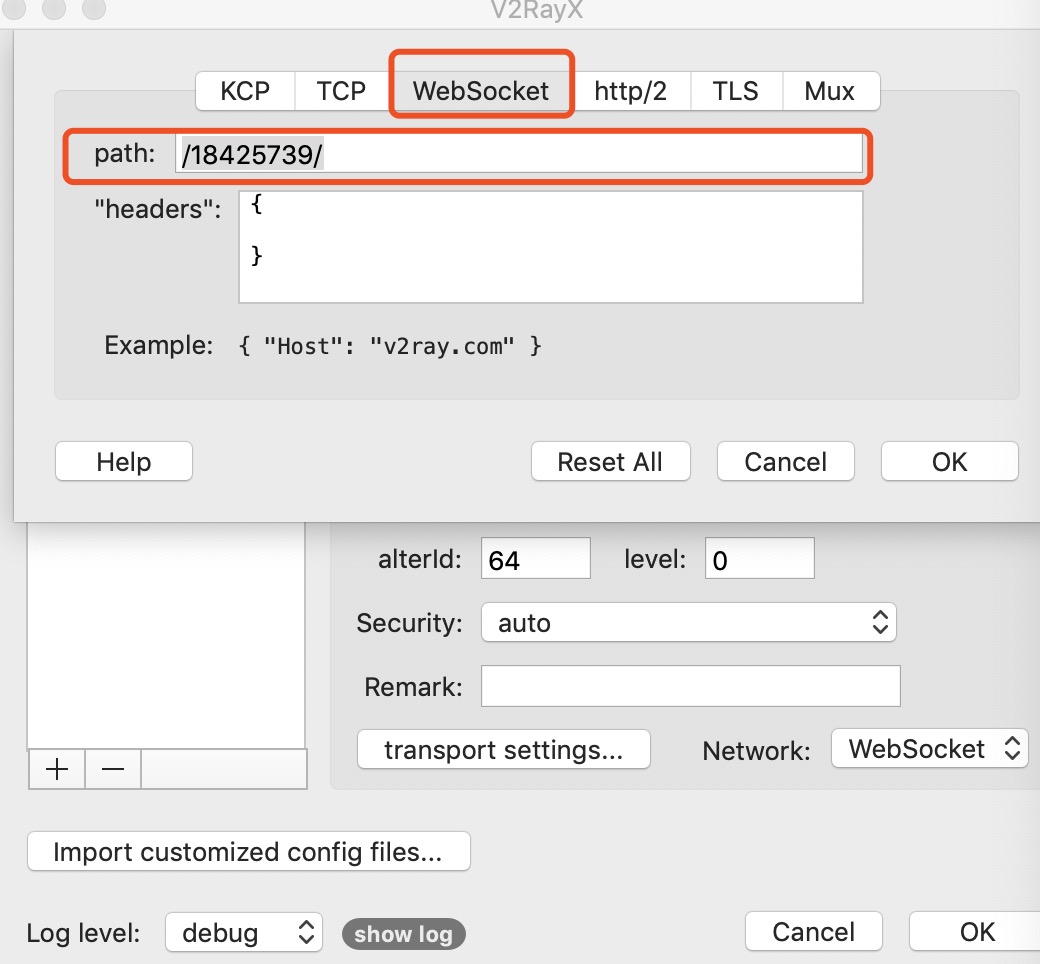 V2RayX
KCP TCP WebSocket http/2 TLS Mux
path: /18425739/
"headers": {
}
Example: { "Host": "v2ray.com" }
Help Reset All Cancel OK
alterId: 64 level: 0
Security: auto
Remark:
transport settings... Network: WebSocket
Import customized config files...
Log level: debug show log Cancel OK